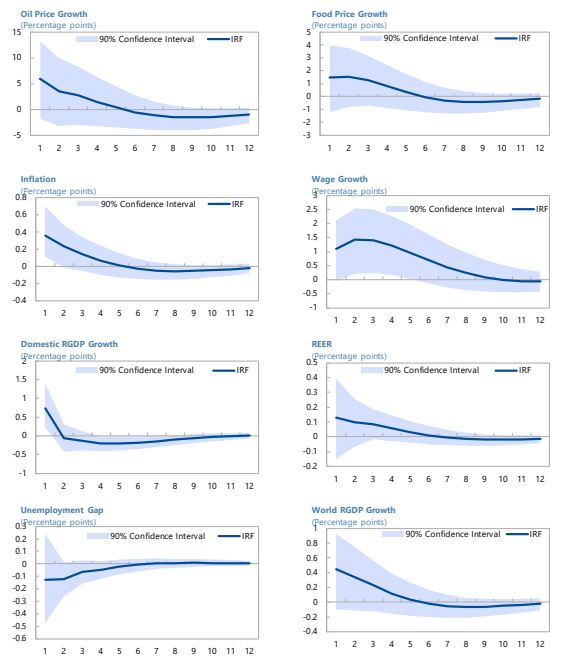 Oil Price Growth
(Percentage points)
15
90% Confidence Interval
IRF
10
5
0
-5
1 2 3 4 5 6 7 8 9 10 11 12
Food Price Growth
(Percentage points)
5
90% Confidence Interval
IRF
4
3
2
1
0
-1
-2
-3
1 2 3 4 5 6 7 8 9 10 11 12
Inflation
(Percentage points)
0.8
90% Confidence Interval
IRF
0.6
0.4
0.2
0
-0.2
-0.4
1 2 3 4 5 6 7 8 9 10 11 12
Wage Growth
(Percentage points)
3
90% Confidence Interval
IRF
2.5
2
1.5
1
0.5
0
-0.5
-1
1 2 3 4 5 6 7 8 9 10 11 12
Domestic RGDP Growth
(Percentage points)
2
90% Confidence Interval
IRF
1.5
1
0.5
0
-0.5
-1
1 2 3 4 5 6 7 8 9 10 11 12
REER
(Percentage points)
0.5
90% Confidence Interval
IRF
0.4
0.3
0.2
0.1
0
-0.1
-0.2
1 2 3 4 5 6 7 8 9 10 11 12
Unemployment Gap
(Percentage points)
0.3
90% Confidence Interval
IRF
0.2
0.1
0
-0.1
-0.2
-0.3
-0.4
-0.5
-0.6
1 2 3 4 5 6 7 8 9 10 11 12
World RGDP Growth
(Percentage points)
1
90% Confidence Interval
IRF
0.8
0.6
0.4
0.2
0
-0.2
-0.4
1 2 3 4 5 6 7 8 9 10 11 12